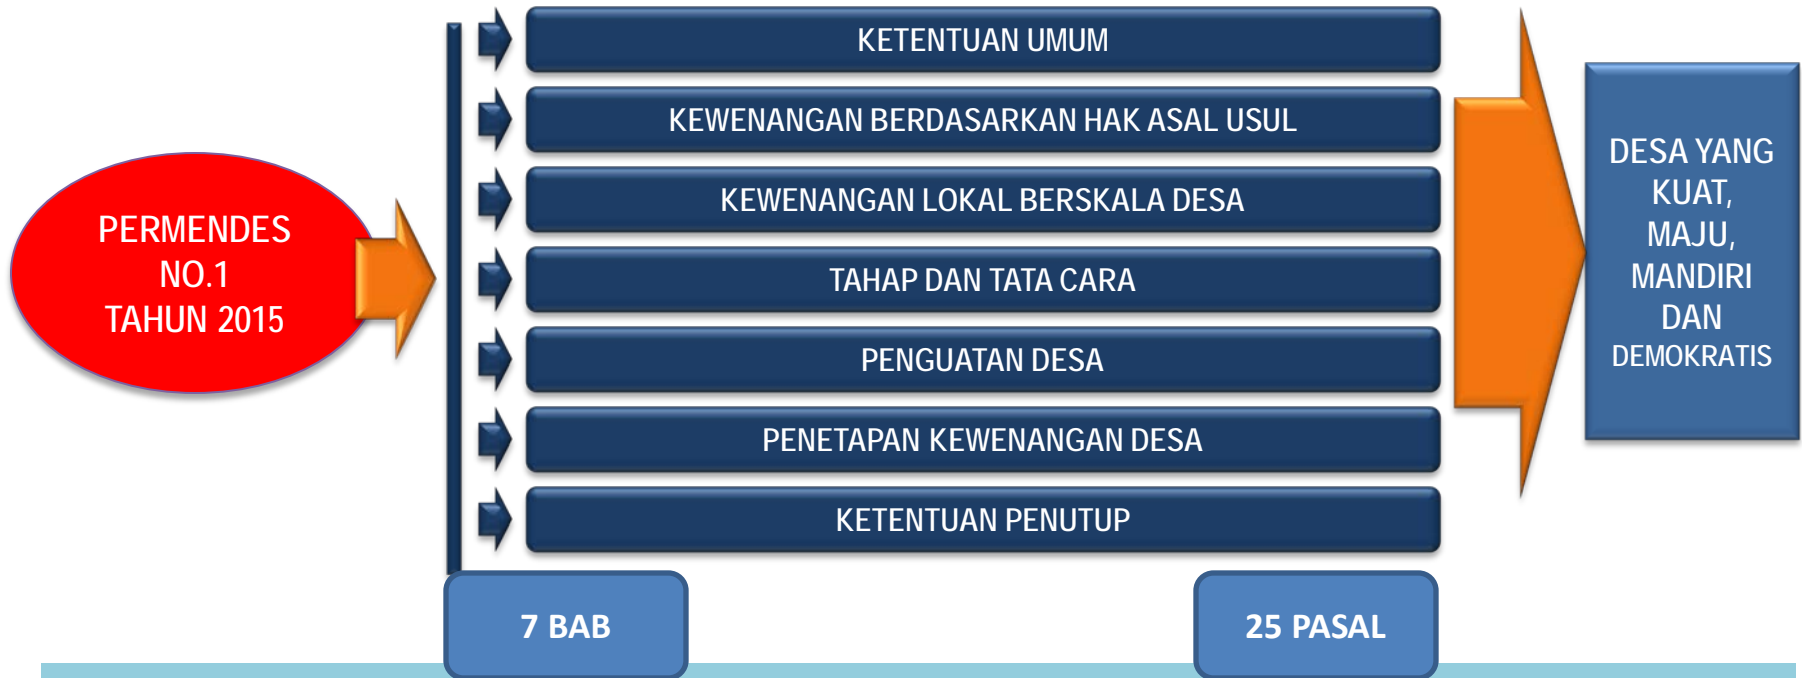 PERMENDES
NO.1
TAHUN 2015
KETENTUAN UMUM
KEWENANGAN BERDASARKAN HAK ASAL USUL
KEWENANGAN LOKAL BERSKALA DESA
TAHAP DAN TATA CARA
PENGUATAN DESA
PENETAPAN KEWENANGAN DESA
KETENTUAN PENUTUP
7 BAB
25 PASAL
DESA YANG
KUAT,
MAJU,
MANDIRI
DAN
DEMOKRATIS